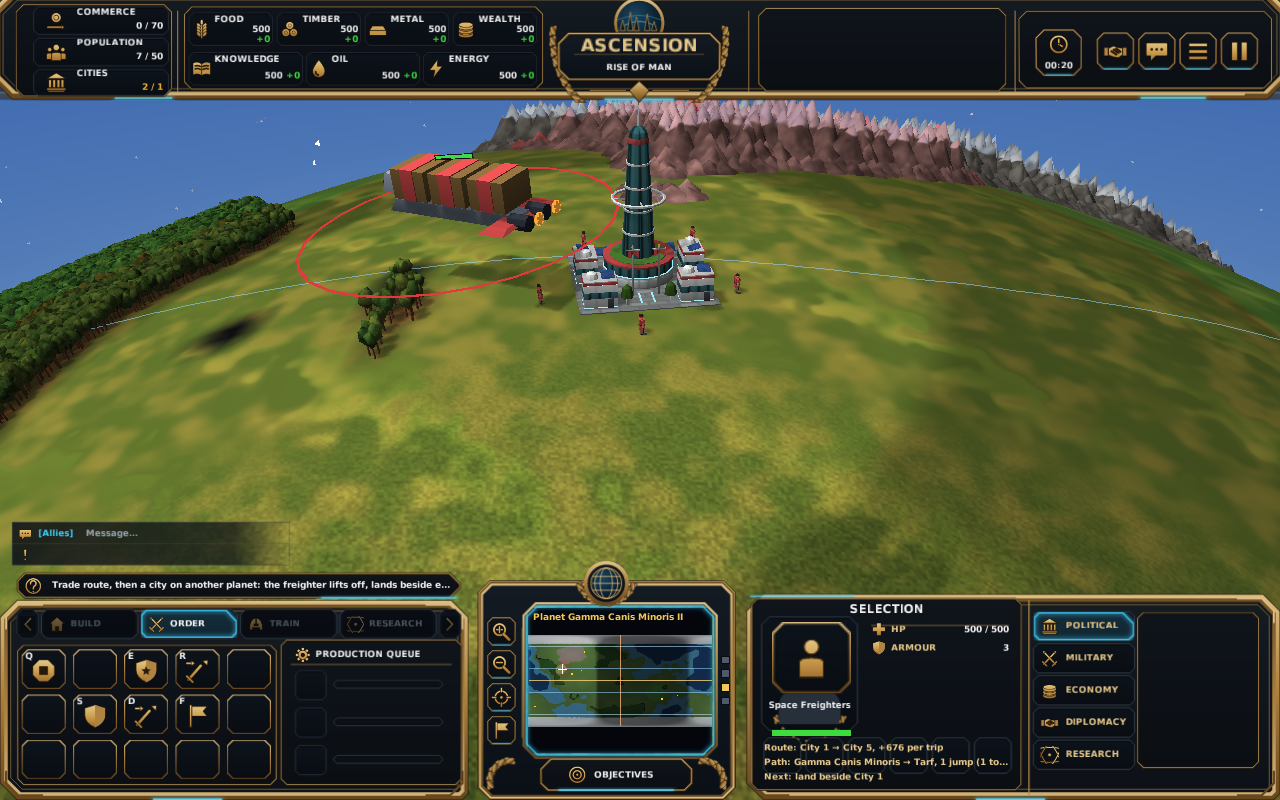 COMMERCE
0 / 70
POPULATION
7 / 50
CITIES
2 / 1
FOOD
500
+0
TIMBER
500
+0
METAL
500
+0
WEALTH
500
+0
KNOWLEDGE
500 +0
OIL
500 +0
ENERGY
500 +0
ASCENSION
RISE OF MAN
00:20
[Allies] Message...
!
Trade route, then a city on another planet: the freighter lifts off, lands beside e...
BUILD
ORDER
TRAIN
RESEARCH
Q
E
R
S
D
F
PRODUCTION QUEUE
Planet Gamma Canis Minoris II
OBJECTIVES
SELECTION
Space Freighters
HP 500 / 500
ARMOUR 3
Route: City 1 → City 5, +676 per trip
Path: Gamma Canis Minoris → Tarf, 1 jump (1 to...
Next: land beside City 1
POLITICAL
MILITARY
ECONOMY
DIPLOMACY
RESEARCH